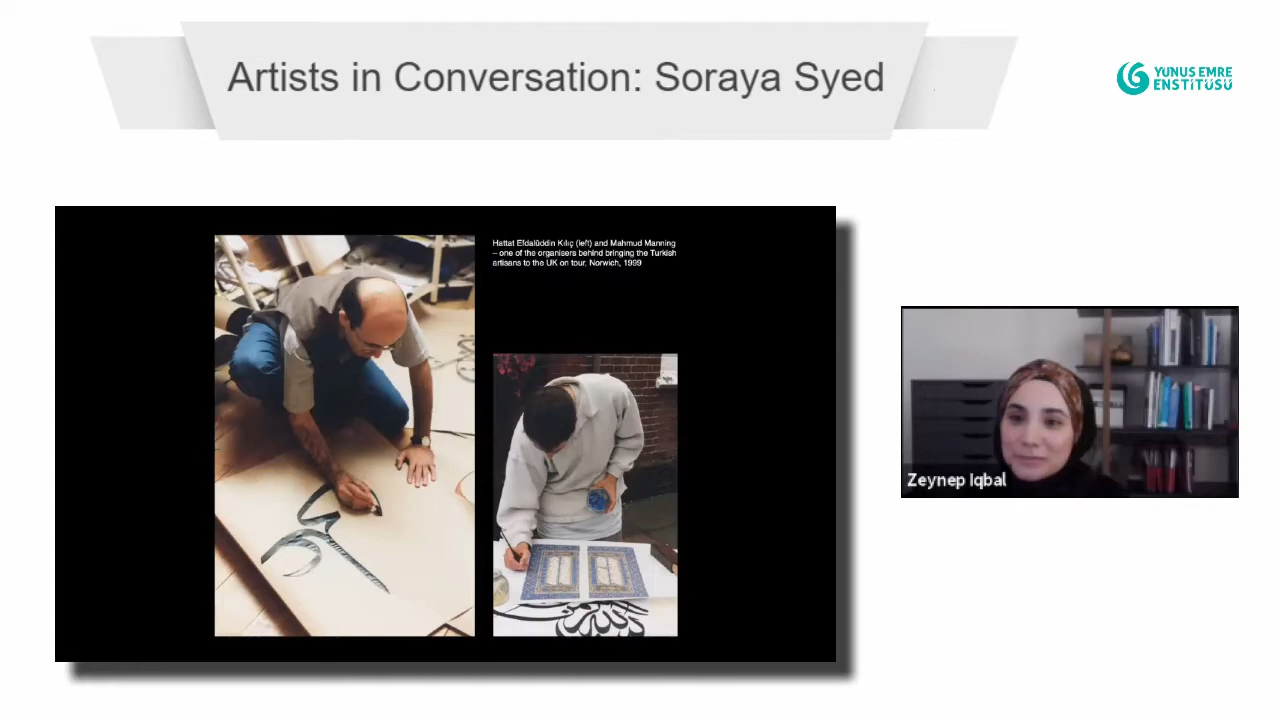 Artists in Conversation: Soraya Syed
YUNUS EMRE
ENSTİTÜSÜ
Hattat Efdalüddin Kılıç (left) and Mahmud Manning
– one of the organisers behind bringing the Turkish
artisans to the UK on tour, Norwich, 1999
Zeynep Iqbal